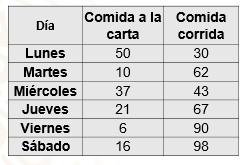 Día Comida a la carta Comida corrida
Lunes 50 30
Martes 10 62
Miércoles 37 43
Jueves 21 67
Viernes 6 90
Sábado 16 98